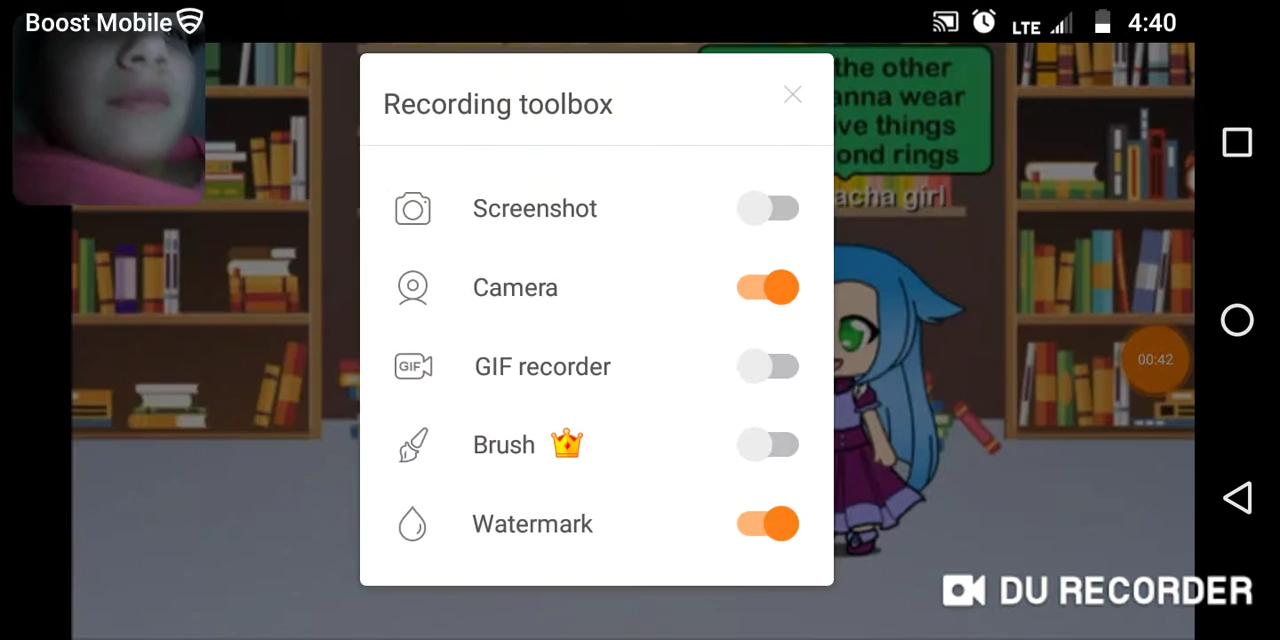 Boost Mobile
LTE
4:40
the other
anna wear
ive things
ond rings
acha girl
Recording toolbox
Screenshot
Camera
GIF
GIF recorder
00:42
Brush
Watermark
DU RECORDER